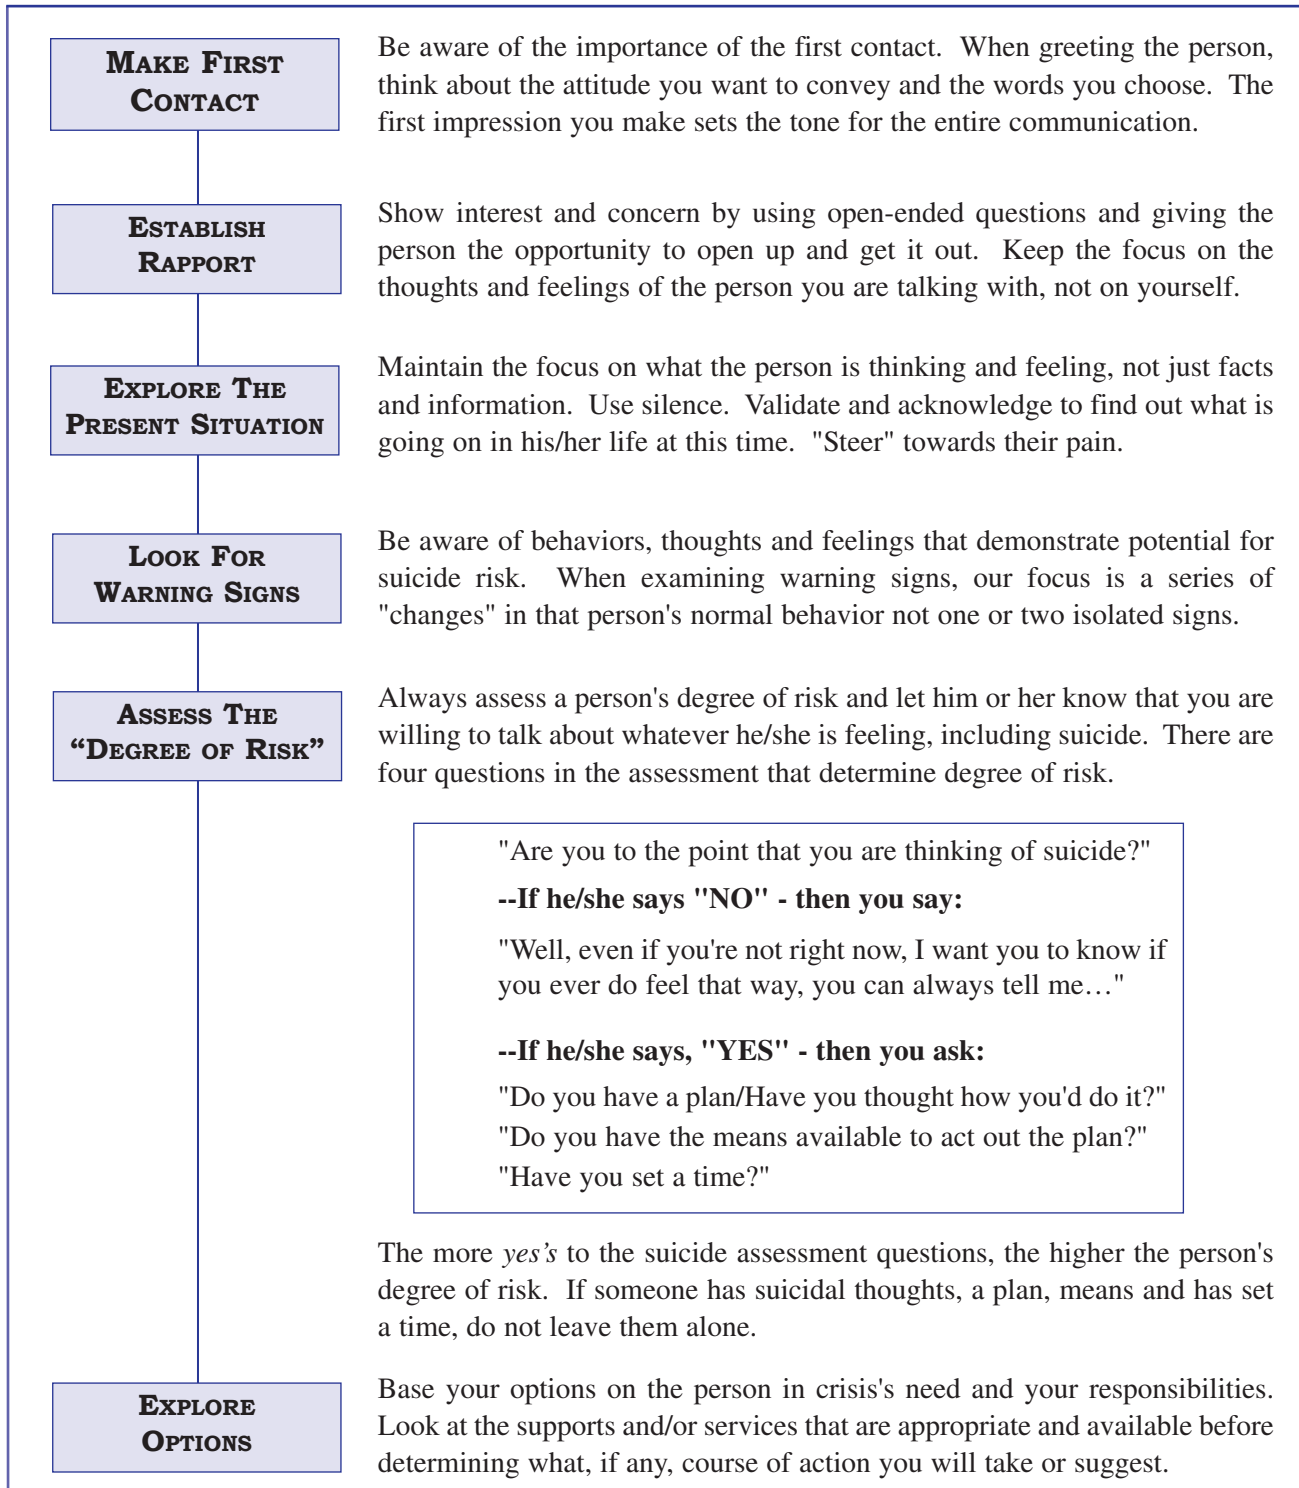 MAKE FIRST
CONTACT
Be aware of the importance of the first contact. When greeting the person,
think about the attitude you want to convey and the words you choose. The
first impression you make sets the tone for the entire communication.
ESTABLISH
RAPPORT
Show interest and concern by using open-ended questions and giving the
person the opportunity to open up and get it out. Keep the focus on the
thoughts and feelings of the person you are talking with, not on yourself.
EXPLORE THE
PRESENT SITUATION
Maintain the focus on what the person is thinking and feeling, not just facts
and information. Use silence. Validate and acknowledge to find out what is
going on in his/her life at this time. "Steer" towards their pain.
LOOK FOR
WARNING SIGNS
Be aware of behaviors, thoughts and feelings that demonstrate potential for
suicide risk. When examining warning signs, our focus is a series of
"changes" in that person's normal behavior not one or two isolated signs.
ASSESS THE
“DEGREE OF RISK”
Always assess a person's degree of risk and let him or her know that you are
willing to talk about whatever he/she is feeling, including suicide. There are
four questions in the assessment that determine degree of risk.
"Are you to the point that you are thinking of suicide?"
--If he/she says "NO" - then you say:
"Well, even if you're not right now, I want you to know if
you ever do feel that way, you can always tell me…"
--If he/she says, "YES" - then you ask:
"Do you have a plan/Have you thought how you'd do it?"
"Do you have the means available to act out the plan?"
"Have you set a time?"
The more yes’s to the suicide assessment questions, the higher the person's
degree of risk. If someone has suicidal thoughts, a plan, means and has set
a time, do not leave them alone.
EXPLORE
OPTIONS
Base your options on the person in crisis's need and your responsibilities.
Look at the supports and/or services that are appropriate and available before
determining what, if any, course of action you will take or suggest.